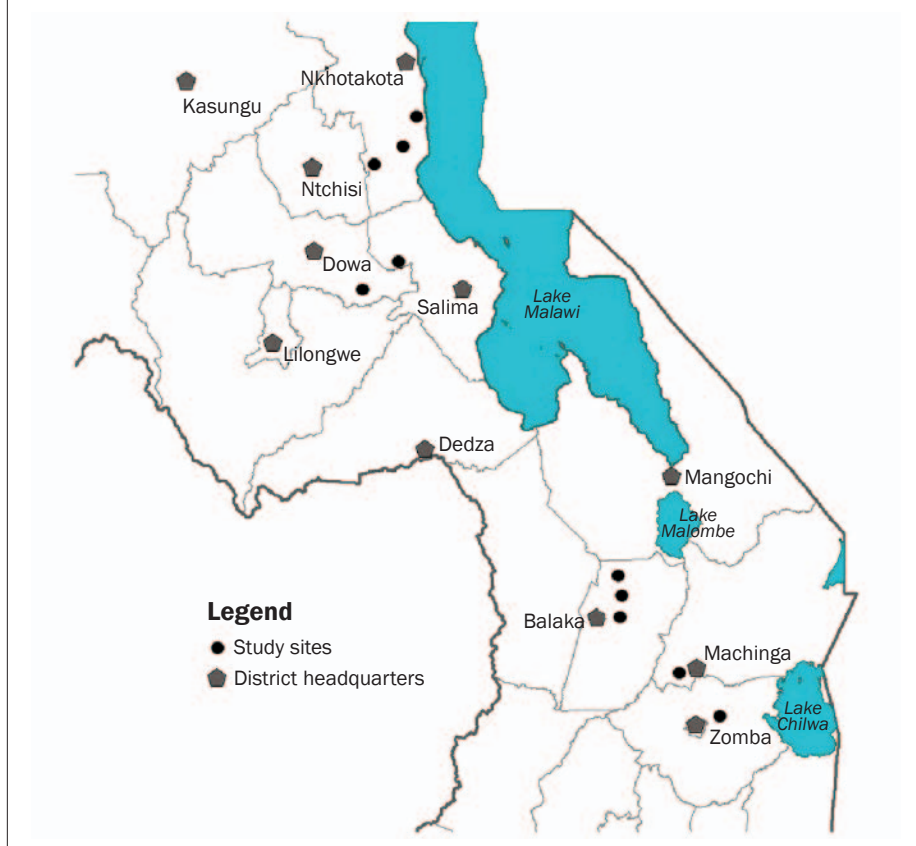 Nkhotakota
Kasungu
Ntchisi
Dowa
Salima
Lake
Malawi
Lilongwe
Dedza
Mangochi
Lake
Malombe
Legend
Study sites
District headquarters
Balaka
Machinga
Lake
Chilwa
Zomba